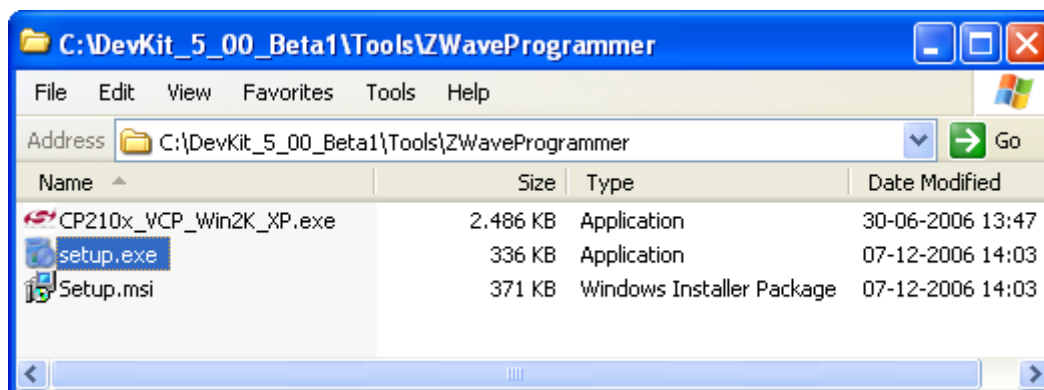 C:\DevKit_5_00_Beta1\Tools\ZWaveProgrammer
File Edit View Favorites Tools Help
Address C:\DevKit_5_00_Beta1\Tools\ZWaveProgrammer Go
Name Size Type Date Modified
CP210x_VCP_Win2K_XP.exe 2.486 KB Application 30-06-2006 13:47
setup.exe 336 KB Application 07-12-2006 14:03
Setup.msi 371 KB Windows Installer Package 07-12-2006 14:03